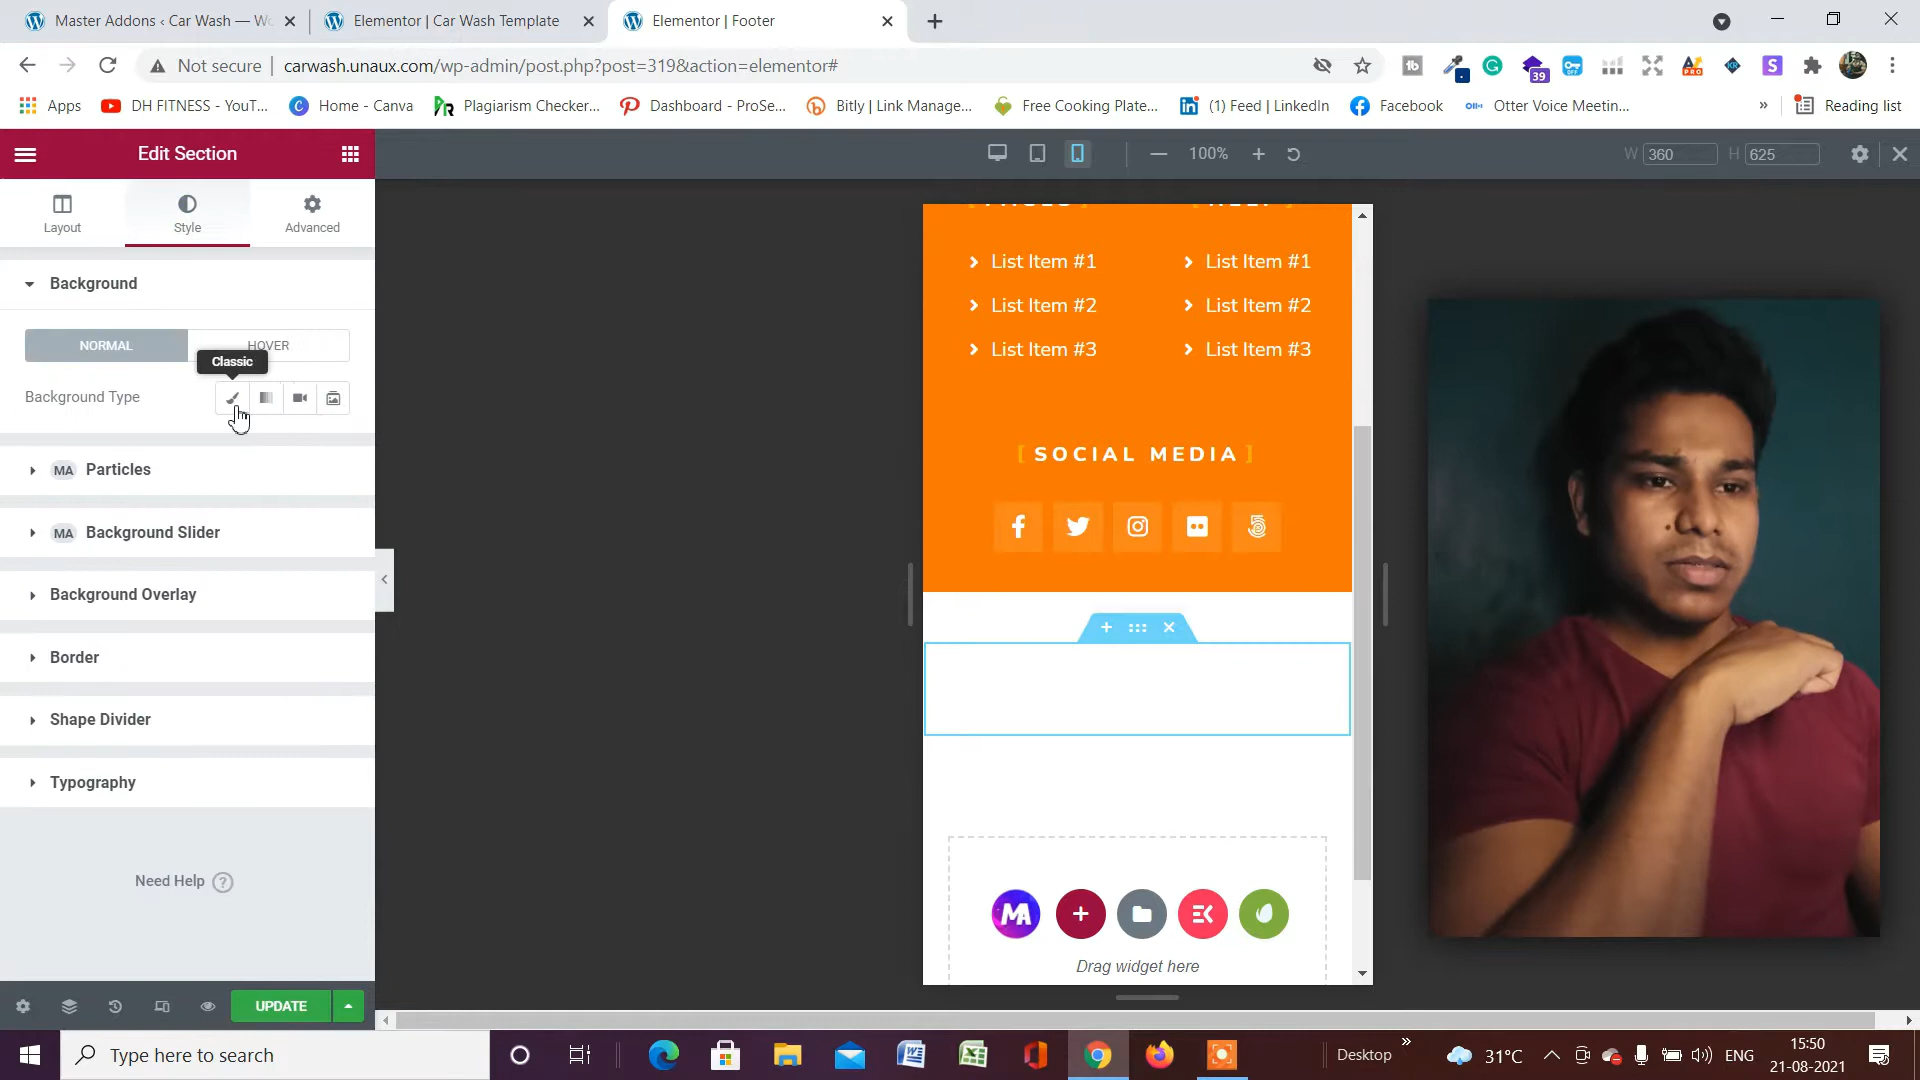 Master Addons ‹ Car Wash — Wo
Elementor | Car Wash Template
Elementor | Footer
Not secure
carwash.unaux.com/wp-admin/post.php?post=319&action=elementor#
39
Apps
DH FITNESS - YouT...
Home - Canva
Plagiarism Checker...
Dashboard - ProSe...
Bitly | Link Manage...
Free Cooking Plate...
(1) Feed | LinkedIn
Facebook
Otter Voice Meetin...
»
Reading list
Edit Section
100%
W 360
H 625
Layout
Style
Advanced
Background
NORMAL
HOVER
Classic
Background Type
MA Particles
MA Background Slider
Background Overlay
Border
Shape Divider
Typography
Need Help ?
UPDATE
List Item #1
List Item #2
List Item #3
List Item #1
List Item #2
List Item #3
[ SOCIAL MEDIA ]
Drag widget here
Type here to search
Desktop
»
31°C
ENG
15:50
21-08-2021